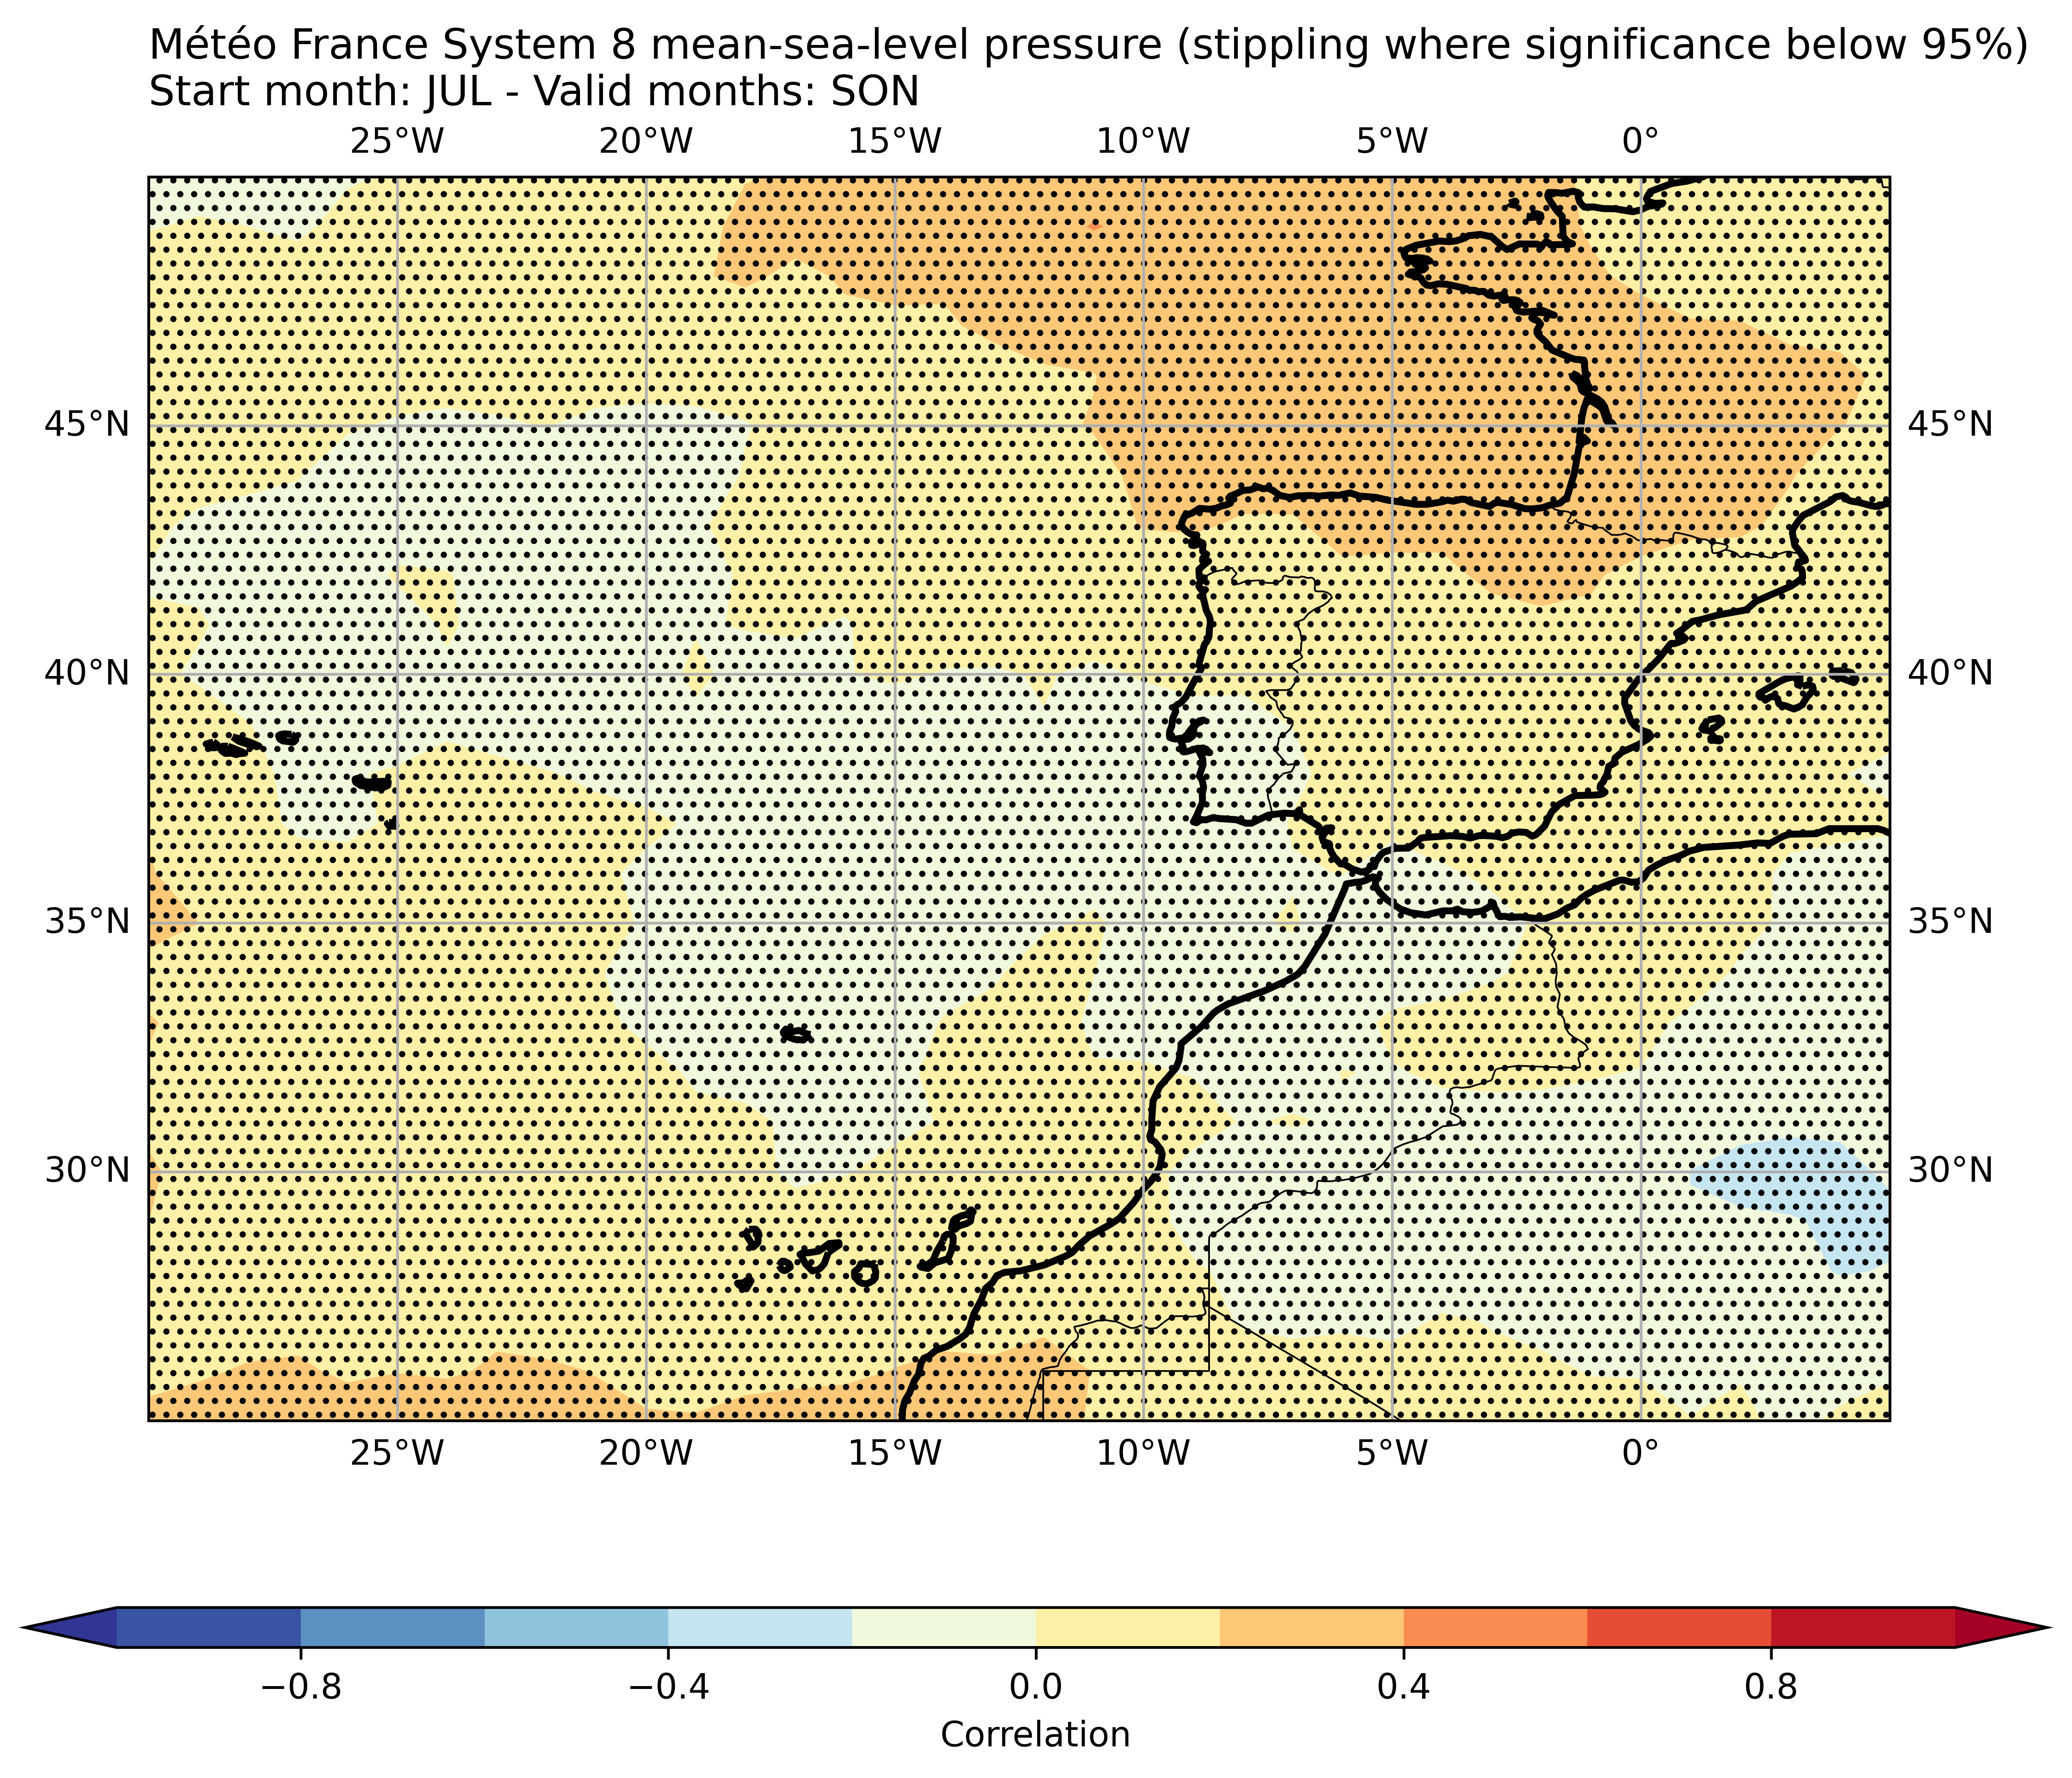 Météo France System 8 mean-sea-level pressure (stippling where significance below 95%)
Start month: JUL - Valid months: SON
25°W 20°W 15°W 10°W 5°W 0°
45°N 45°N
40°N 40°N
35°N 35°N
30°N 30°N
25°W 20°W 15°W 10°W 5°W 0°
−0.8 −0.4 0.0 0.4 0.8
Correlation